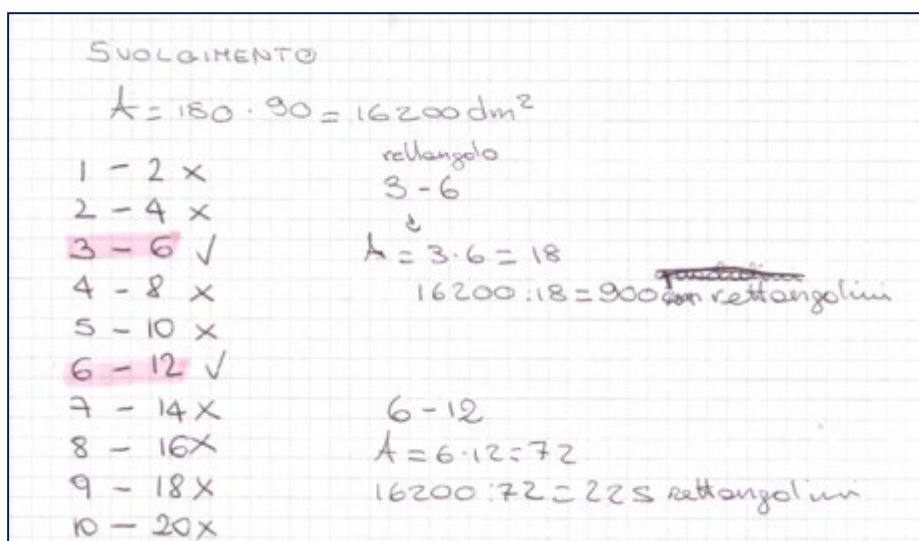 SVOLGIMENTO
A = 180 · 90 = 16200 dm²
1 - 2 ×
2 - 4 ×
3 - 6 ✓
4 - 8 ×
5 - 10 ×
6 - 12 ✓
7 - 14 ×
8 - 16 ×
9 - 18 ×
10 - 20 ×
rettangolo
3 - 6
↓
A = 3·6 = 18
16200 : 18 = 900 rettangolini
6 - 12
A = 6·12 = 72
16200 : 72 = 225 rettangolini